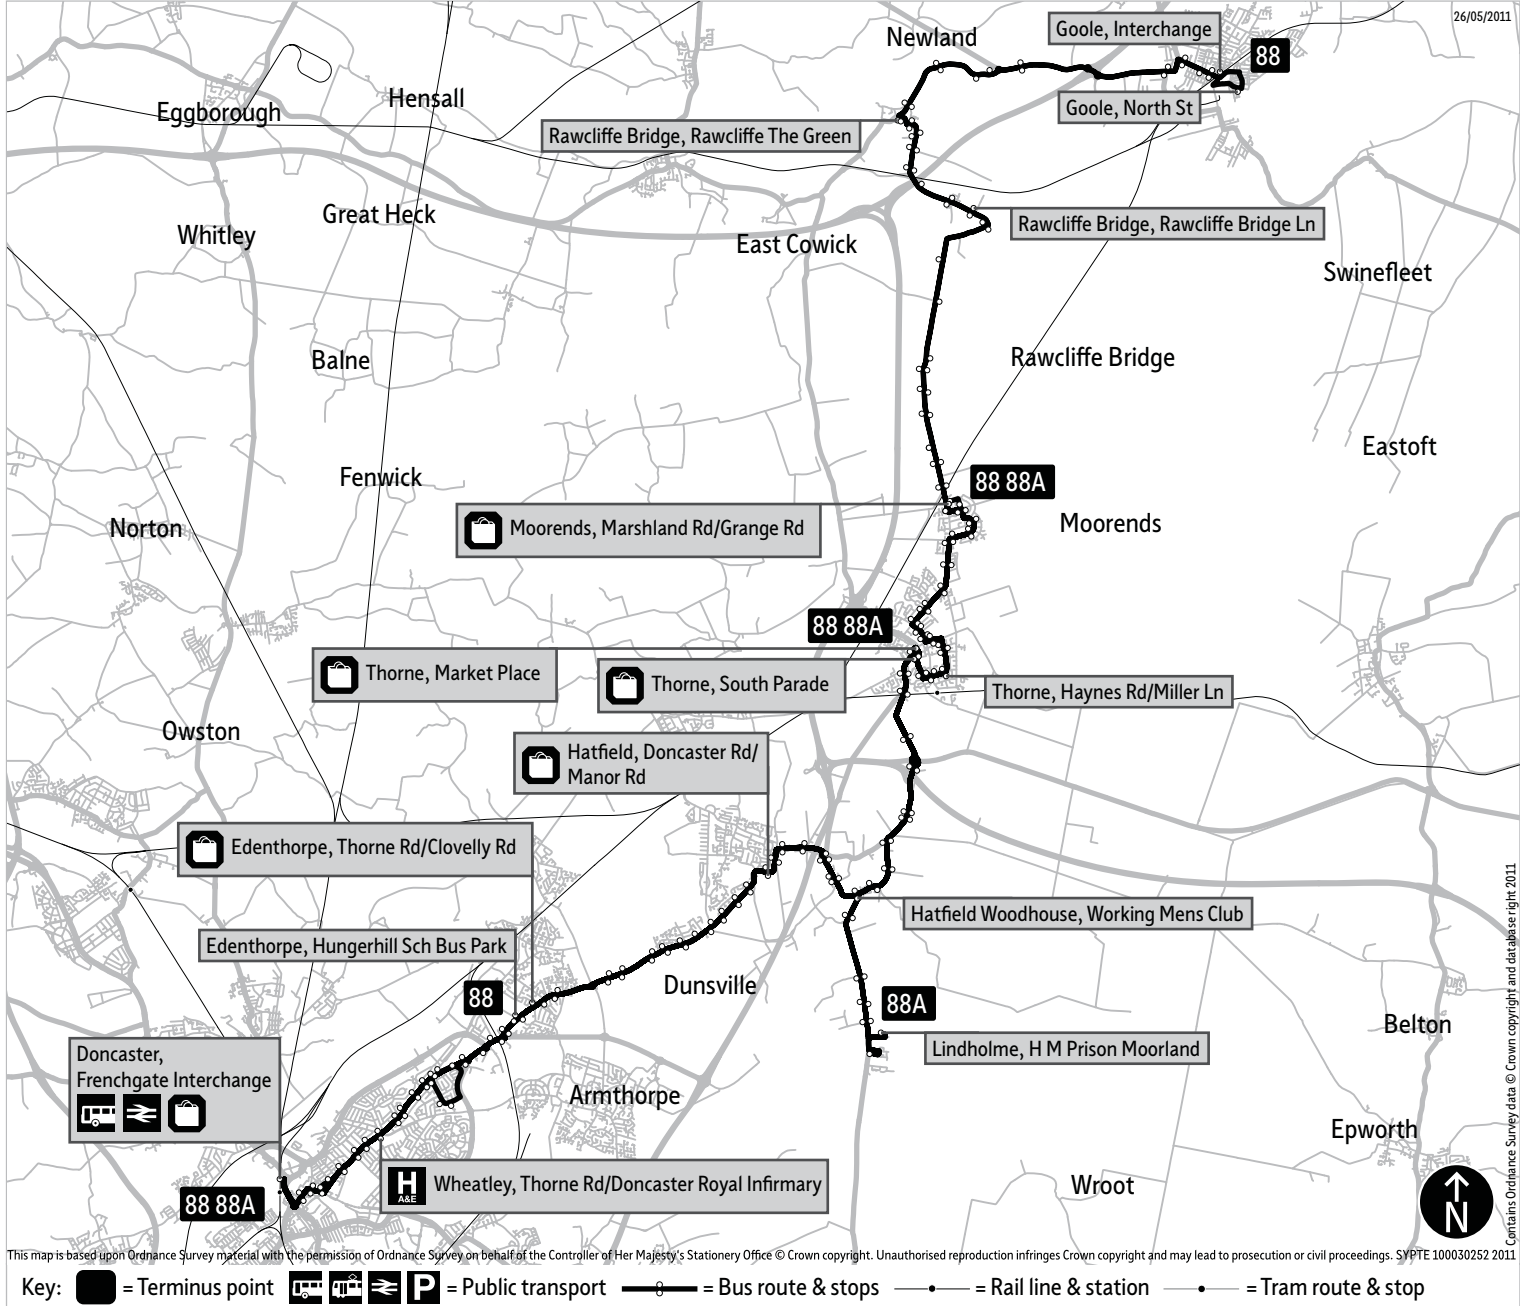 26/05/2011
Newland
Goole, Interchange
88
Hensall
Eggborough
Goole, North St
Rawcliffe Bridge, Rawcliffe The Green
Great Heck
Whitley
East Cowick
Rawcliffe Bridge, Rawcliffe Bridge Ln
Swinefleet
Balne
Rawcliffe Bridge
Eastoft
Fenwick
88 88A
Norton
Moorends, Marshland Rd/Grange Rd
Moorends
88 88A
Thorne, Market Place
Thorne, South Parade
Thorne, Haynes Rd/Miller Ln
Owston
Hatfield, Doncaster Rd/
Manor Rd
Edenthorpe, Thorne Rd/Clovelly Rd
Hatfield Woodhouse, Working Mens Club
Edenthorpe, Hungerhill Sch Bus Park
Dunsville
88
88A
Belton
Lindholme, H M Prison Moorland
Doncaster,
Frenchgate Interchange
Armthorpe
Epworth
H
A&E
Wheatley, Thorne Rd/Doncaster Royal Infirmary
Wroot
88 88A
N
Contains Ordnance Survey data © Crown copyright and database right 2011
This map is based upon Ordnance Survey material with the permission of Ordnance Survey on behalf of the Controller of Her Majesty's Stationery Office © Crown copyright. Unauthorised reproduction infringes Crown copyright and may lead to prosecution or civil proceedings. SYPTE 100030252 2011
Key: = Terminus point P = Public transport = Bus route & stops = Rail line & station = Tram route & stop